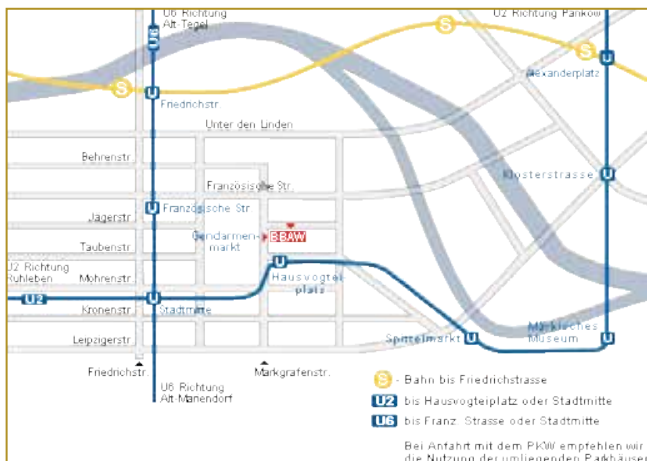 U6 Richtung
Alt-Tegel
U2 Richtung Pankow
U6
S
S
S
U
Alexanderplatz
U
Friedrichstr
Unter den Linden
Behrenstr.
Klosterstrasse
U
Französische Str.
Jägerstr
U
Französische Str
Gendarmen-
markt
BBAW
Taubenstr.
U2 Richtung
Ruhleben
Mohrenstr.
U
Hausvogtei-
platz
U2
U
Kronenstr.
Stadtmitte
Spittelmarkt
U
Märkisches
Museum
U
Leipzigerstr
Friedrichstr.
Markgrafenstr.
U6 Richtung
Alt-Mariendorf
S - Bahn bis Friedrichstrasse
U2 bis Hausvogteiplatz oder Stadtmitte
U6 bis Franz. Strasse oder Stadtmitte
Bei Anfahrt mit dem PKW empfehlen wir
die Nutzung der umliegenden Parkhäuser